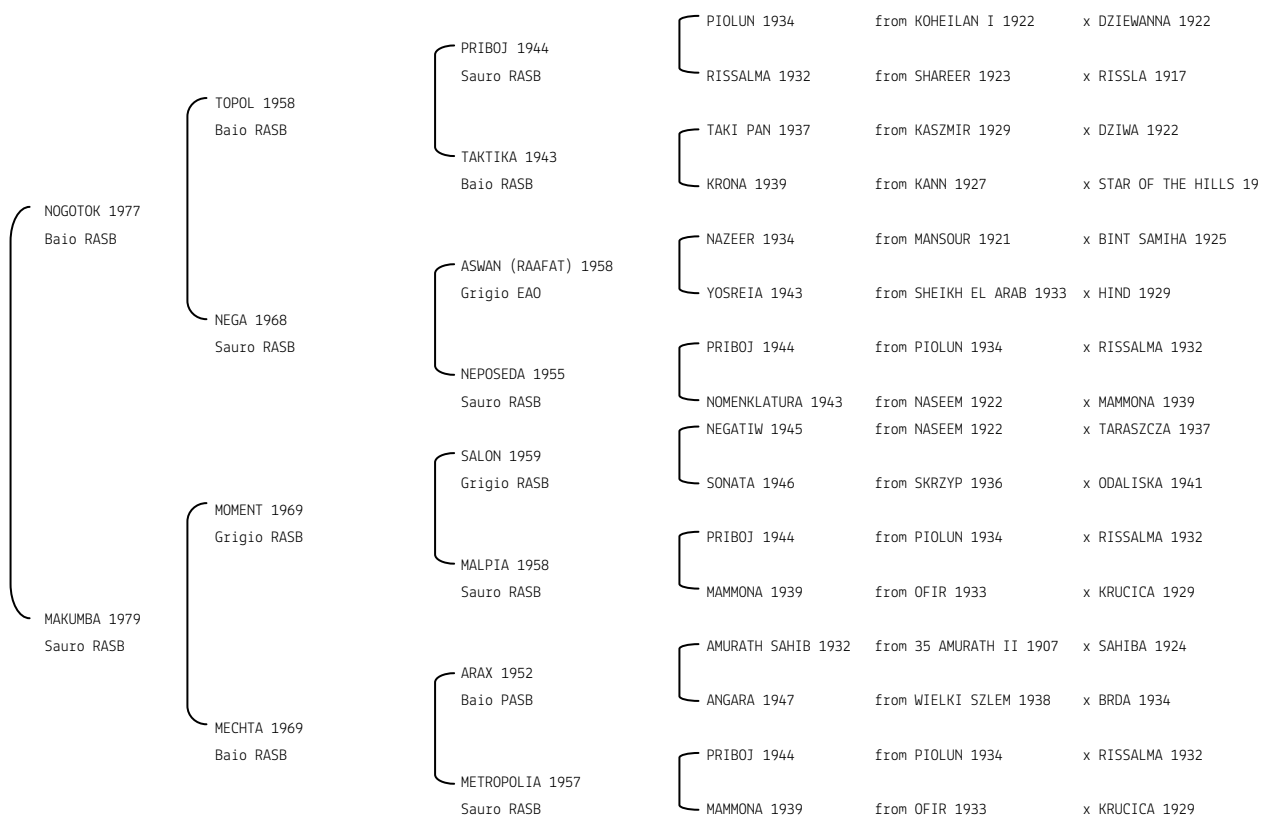 PIOLUN 1934 from KOHEILAN I 1922 x DZIEWANNA 1922
PRIBOJ 1944
Sauro RASB RISSALMA 1932 from SHAREER 1923 x RISSLA 1917
TOPOL 1958
Baio RASB TAKI PAN 1937 from KASZMIR 1929 x DZIWA 1922
TAKTIKA 1943
Baio RASB KRONA 1939 from KANN 1927 x STAR OF THE HILLS 19
NOGOTOK 1977
Baio RASB NAZEER 1934 from MANSOUR 1921 x BINT SAMIHA 1925
ASWAN (RAAFAT) 1958
Grigio EAO YOSREIA 1943 from SHEIKH EL ARAB 1933 x HIND 1929
NEGA 1968
Sauro RASB PRIBOJ 1944 from PIOLUN 1934 x RISSALMA 1932
NEPOSEDA 1955
Sauro RASB NOMENKLATURA 1943 from NASEEM 1922 x MAMMONA 1939
NEGATIW 1945 from NASEEM 1922 x TARASZCZA 1937
SALON 1959
Grigio RASB SONATA 1946 from SKRZYP 1936 x ODALISKA 1941
MOMENT 1969
Grigio RASB PRIBOJ 1944 from PIOLUN 1934 x RISSALMA 1932
MALPIA 1958
Sauro RASB MAMMONA 1939 from OFIR 1933 x KRUCICA 1929
MAKUMBA 1979
Sauro RASB AMURATH SAHIB 1932 from 35 AMURATH II 1907 x SAHIBA 1924
ARAX 1952
Baio PASB ANGARA 1947 from WIELKI SZLEM 1938 x BRDA 1934
MECHTA 1969
Baio RASB PRIBOJ 1944 from PIOLUN 1934 x RISSALMA 1932
METROPOLIA 1957
Sauro RASB MAMMONA 1939 from OFIR 1933 x KRUCICA 1929